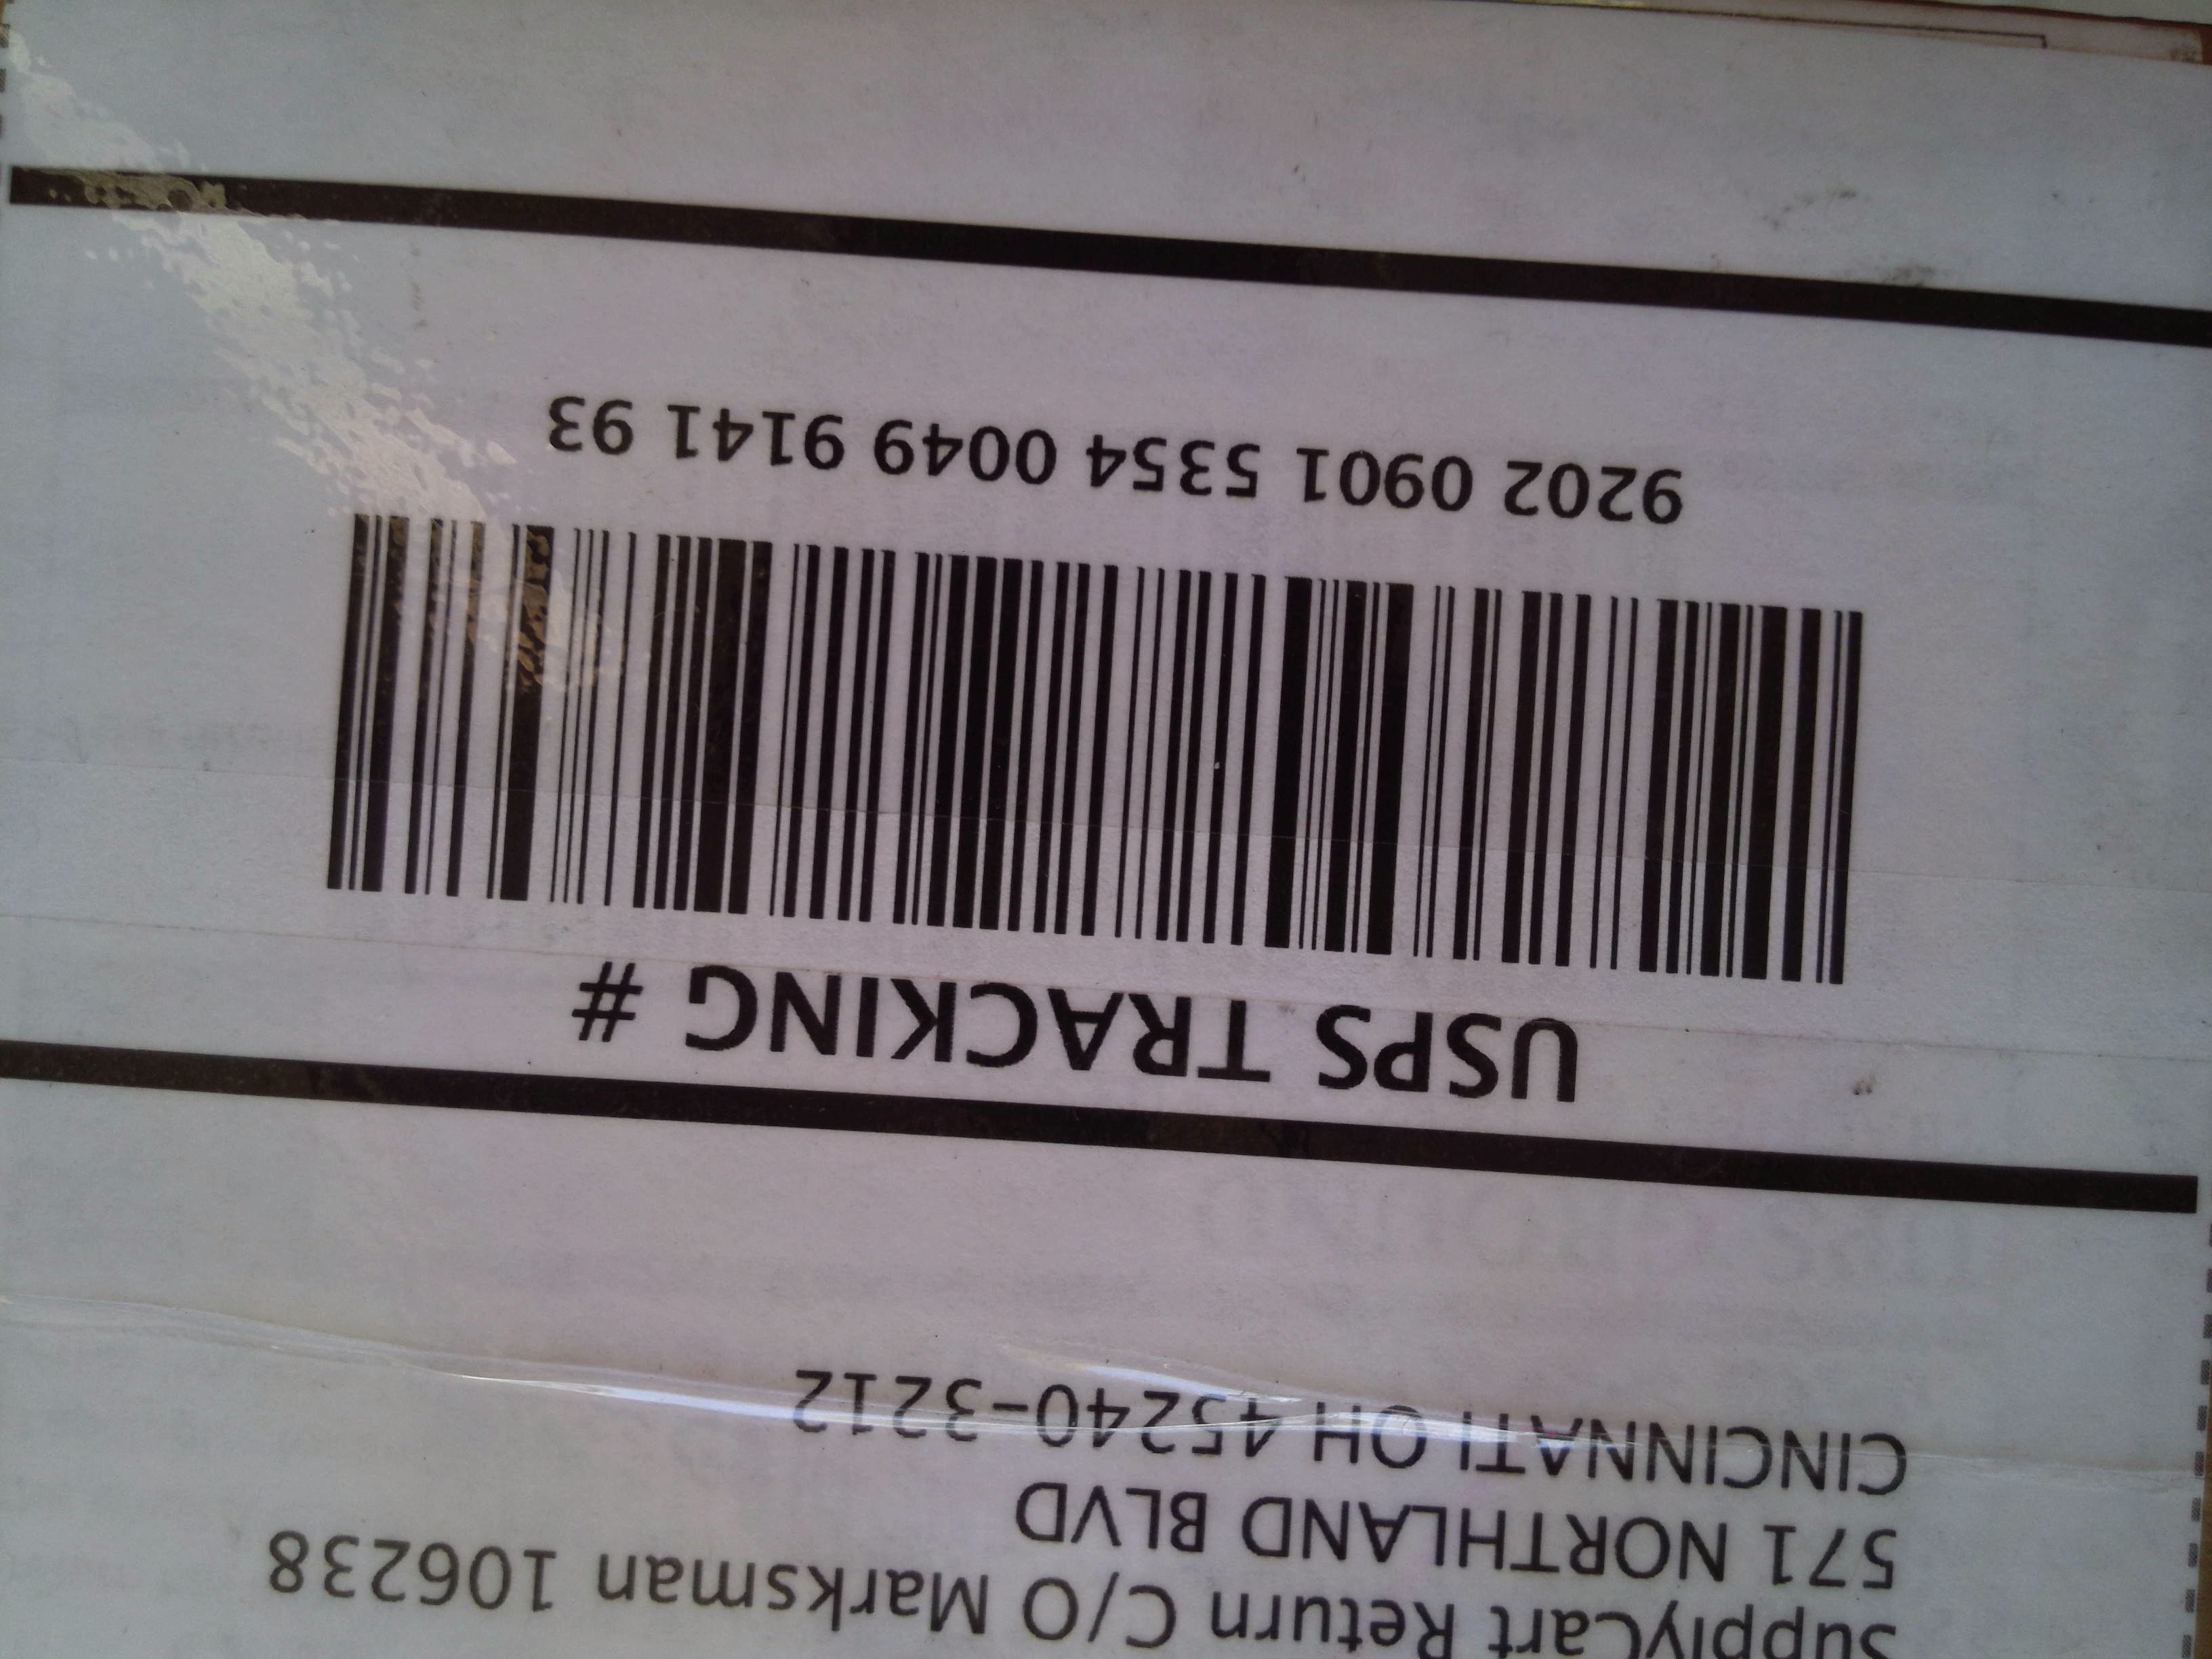 SupplyCart Return C/O Marksman 106238
571 NORTHLAND BLVD
CINCINNATI OH 45240-3212
USPS TRACKING #
9202 0901 5354 0049 9141 93